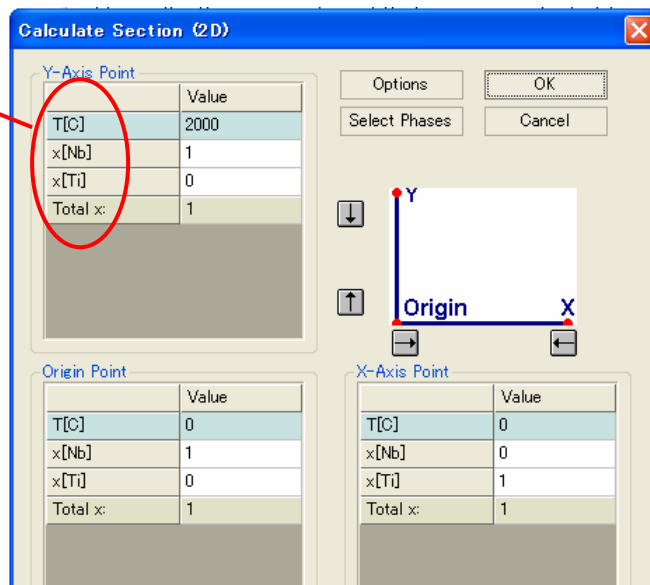 Calculate Section (2D)
Y-Axis Point
Value
T[C] 2000
x[Nb] 1
x[Ti] 0
Total x: 1
Options OK
Select Phases Cancel
Y
Origin X
Origin Point
Value
T[C] 0
x[Nb] 1
x[Ti] 0
Total x: 1
X-Axis Point
Value
T[C] 0
x[Nb] 0
x[Ti] 1
Total x: 1